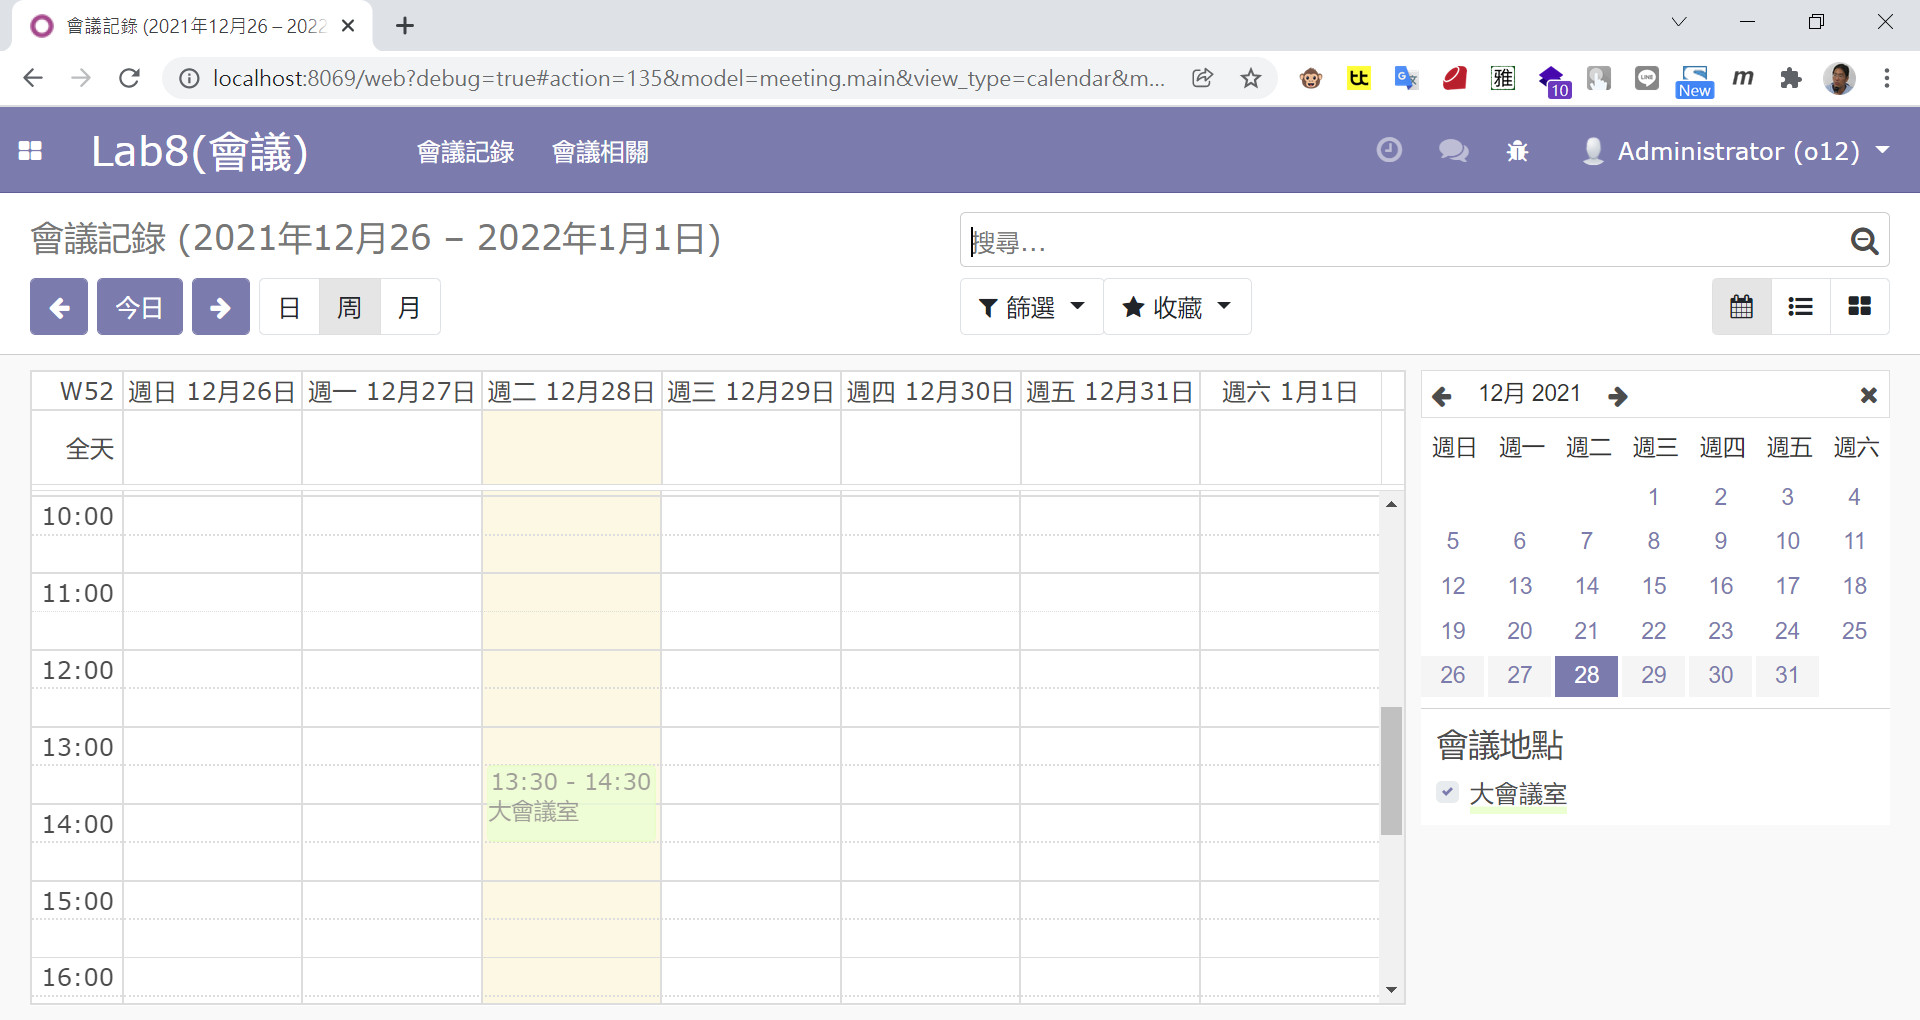 會議記錄 (2021年12月26 – 2022
localhost:8069/web?debug=true#action=135&model=meeting.main&view_type=calendar&m...
tt
雅
10
LINE
New
m
Lab8(會議)
會議記錄
會議相關
Administrator (o12)
會議記錄 (2021年12月26 – 2022年1月1日)
搜尋...
今日
日
周
月
篩選
收藏
W52
週日 12月26日
週一 12月27日
週二 12月28日
週三 12月29日
週四 12月30日
週五 12月31日
週六 1月1日
全天
10:00
11:00
12:00
13:00
13:30 - 14:30
大會議室
14:00
15:00
16:00
12月 2021
週日 週一 週二 週三 週四 週五 週六
1 2 3 4
5 6 7 8 9 10 11
12 13 14 15 16 17 18
19 20 21 22 23 24 25
26 27 28 29 30 31
會議地點
大會議室